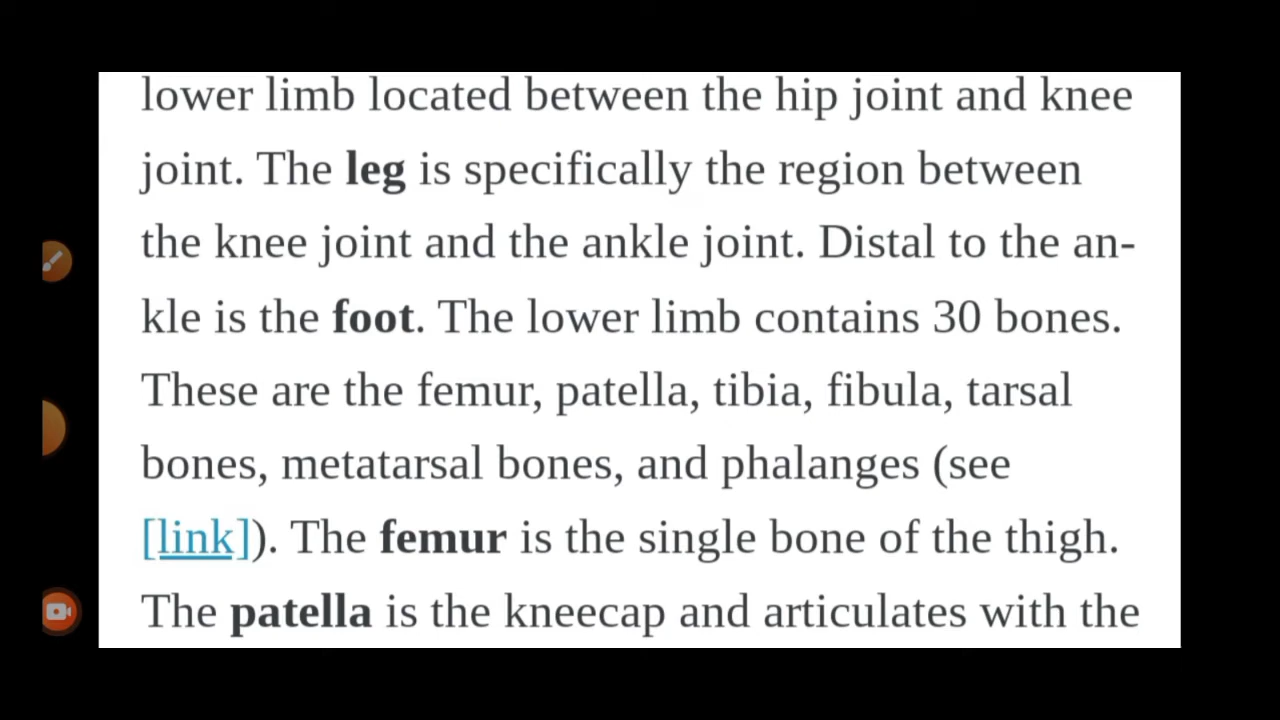 lower limb located between the hip joint and knee
joint. The leg is specifically the region between
the knee joint and the ankle joint. Distal to the an-
kle is the foot. The lower limb contains 30 bones.
These are the femur, patella, tibia, fibula, tarsal
bones, metatarsal bones, and phalanges (see
[link]). The femur is the single bone of the thigh.
The patella is the kneecap and articulates with the